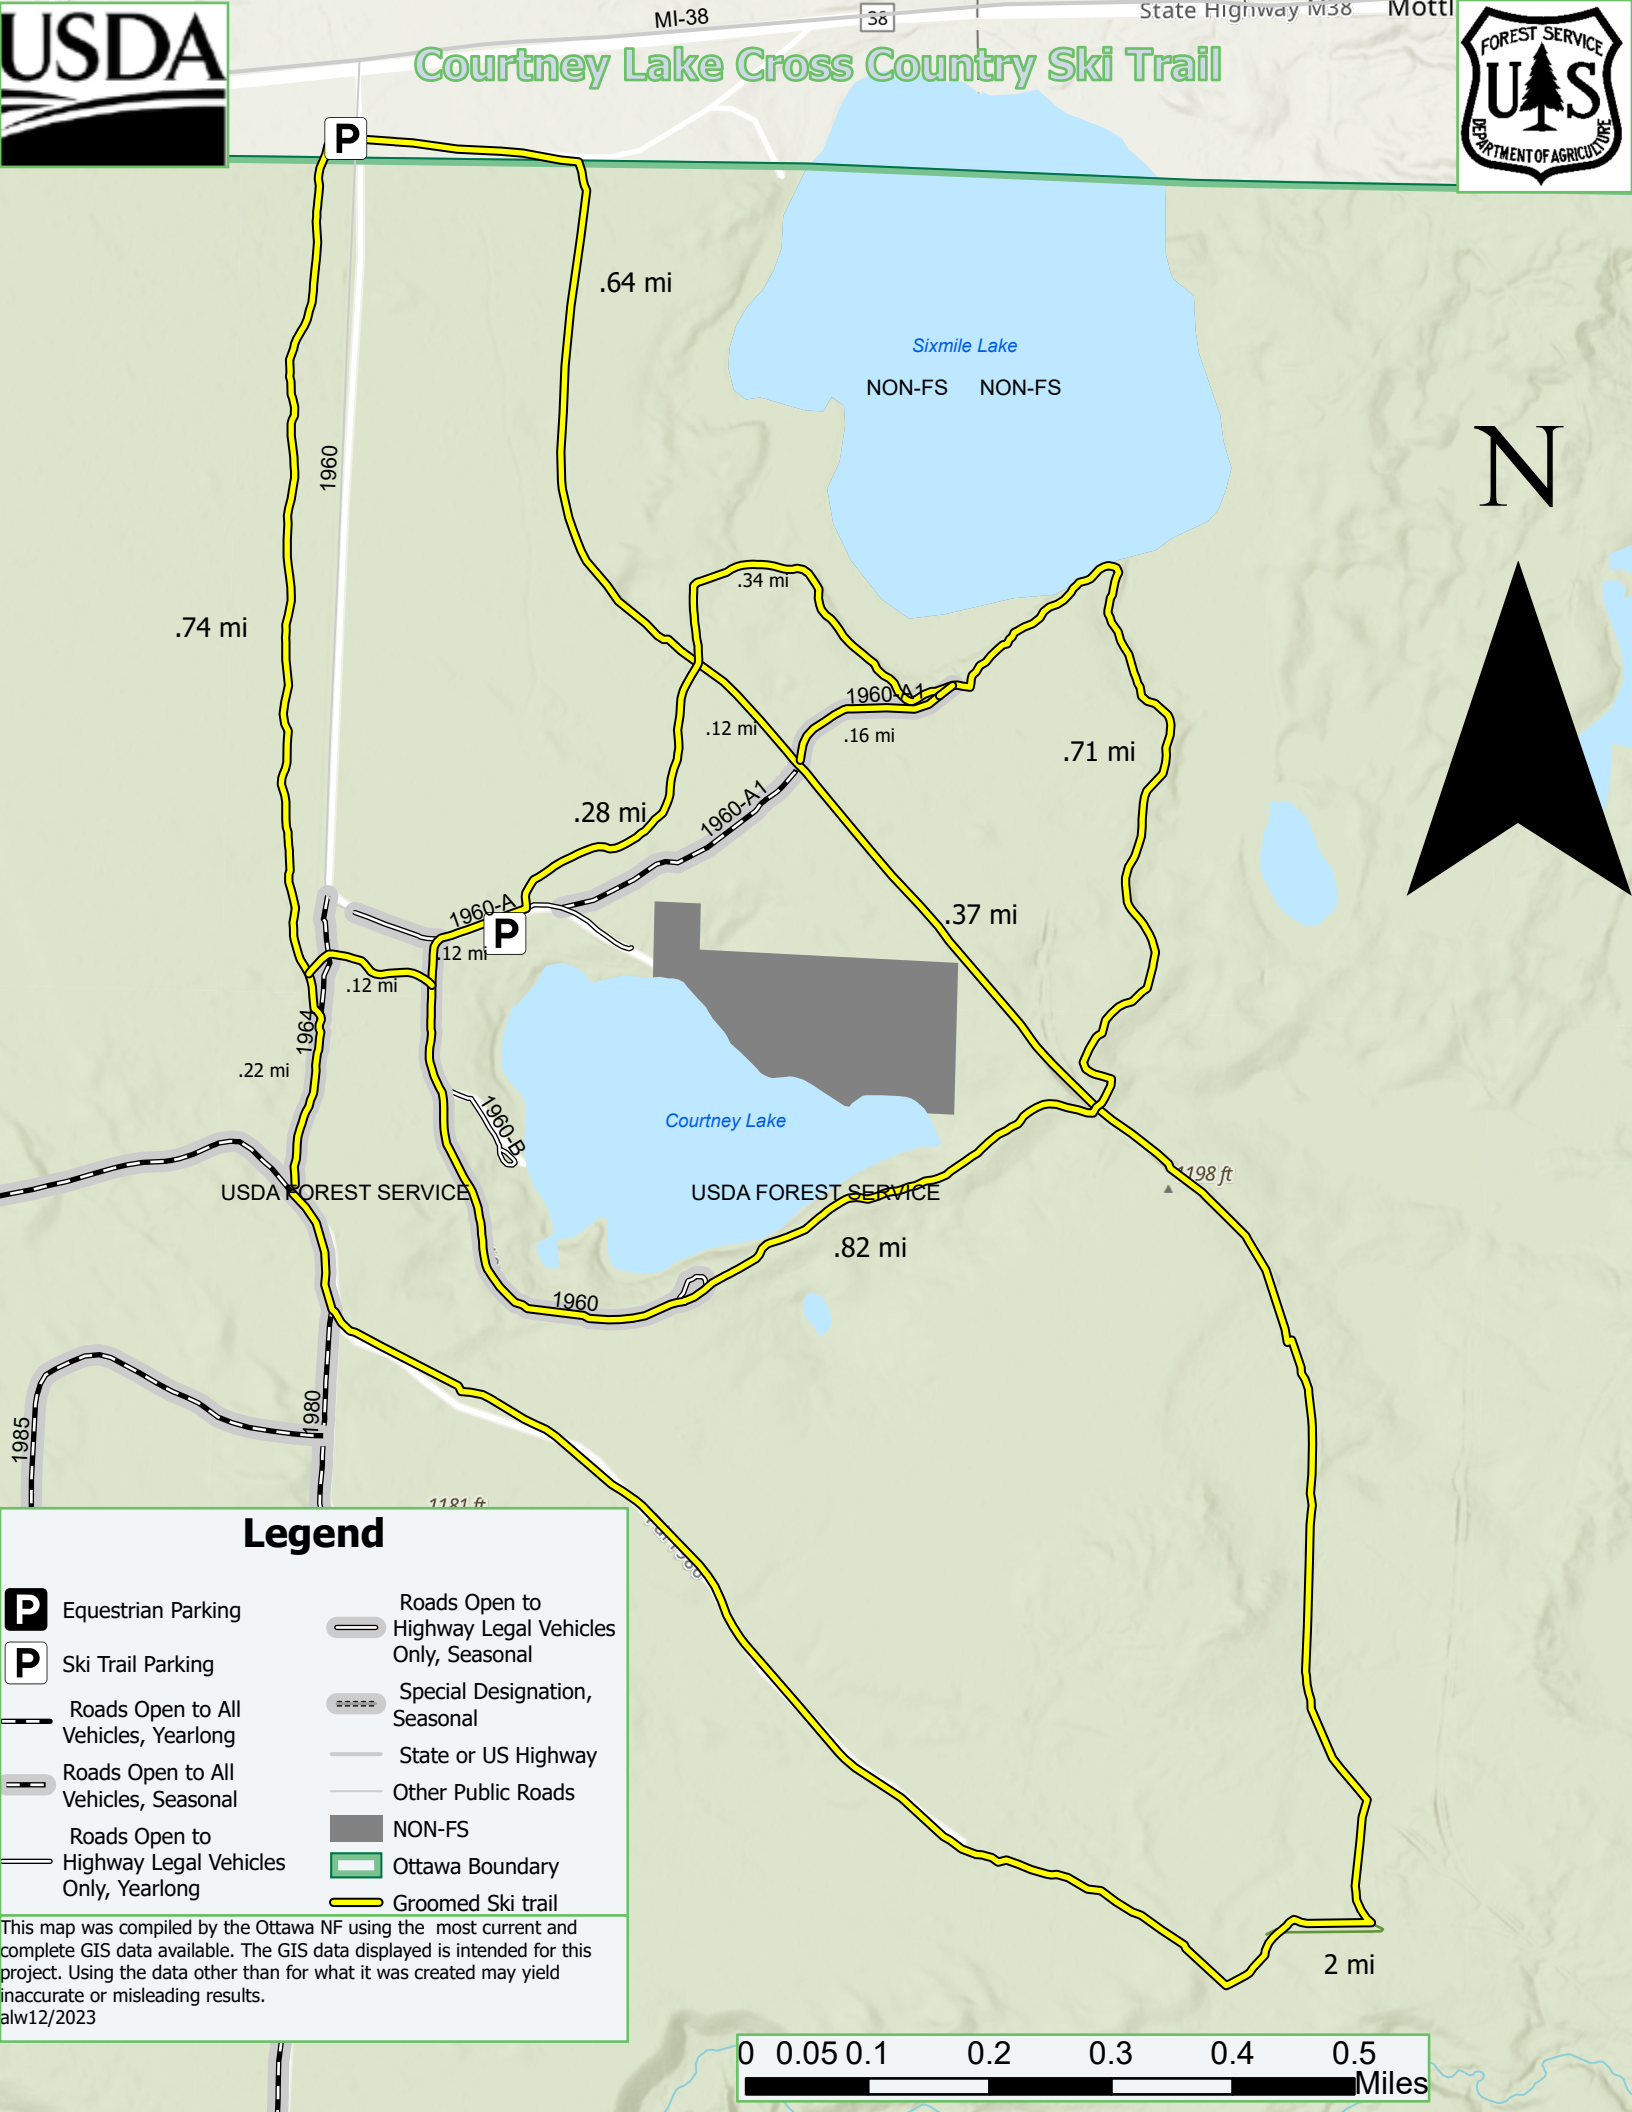 USDA
MI-38
38
State Highway M38
Mottl
FOREST SERVICE
U S
DEPARTMENT OF AGRICULTURE
Courtney Lake Cross Country Ski Trail
P
.64 mi
Sixmile Lake
NON-FS NON-FS
N
1960
.34 mi
.74 mi
1960-A1
.12 mi
.16 mi
.71 mi
1960-A1
.28 mi
1960-A
P
.12 mi
.37 mi
.12 mi
1964
.22 mi
1960-B
Courtney Lake
1198 ft
USDA FOREST SERVICE
USDA FOREST SERVICE
.82 mi
1960
1980
1985
1181 ft
Legend
P Equestrian Parking
P Ski Trail Parking
Roads Open to All
Vehicles, Yearlong
Roads Open to All
Vehicles, Seasonal
Roads Open to
Highway Legal Vehicles
Only, Yearlong
Roads Open to
Highway Legal Vehicles
Only, Seasonal
Special Designation,
Seasonal
State or US Highway
Other Public Roads
NON-FS
Ottawa Boundary
Groomed Ski trail
This map was compiled by the Ottawa NF using the most current and
complete GIS data available. The GIS data displayed is intended for this
project. Using the data other than for what it was created may yield
inaccurate or misleading results.
alw12/2023
2 mi
0 0.05 0.1 0.2 0.3 0.4 0.5
Miles